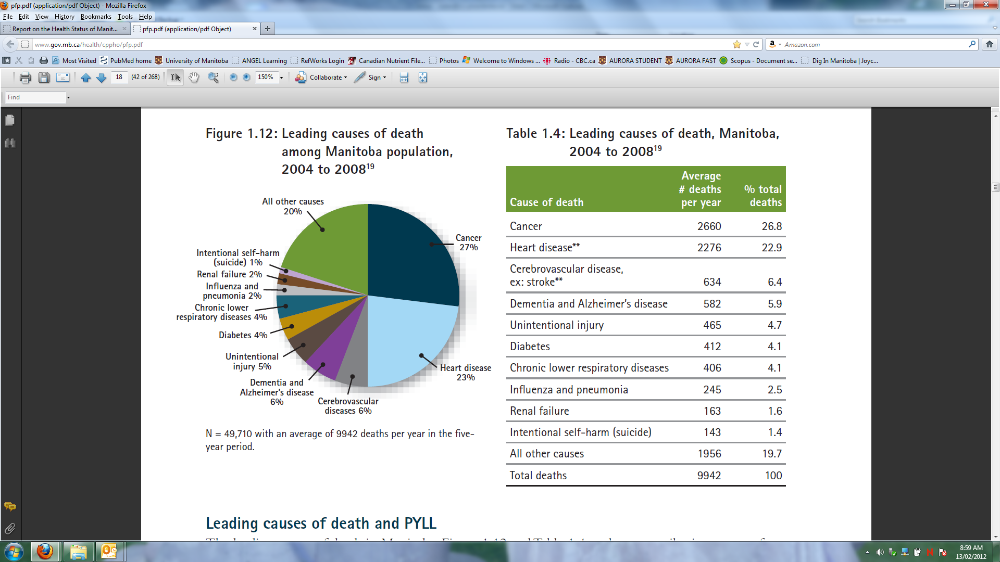 pfp.pdf (application/pdf Object) - Mozilla Firefox
File Edit View History Bookmarks Tools Help
Report on the Health Status of Manit...
pfp.pdf (application/pdf Object)
www.gov.mb.ca/health/cppho/pfp.pdf
Amazon.com
Most Visited PubMed home University of Manitoba ANGEL Learning RefWorks Login Canadian Nutrient File... Photos Welcome to Windows ... Radio - CBC.ca AURORA STUDENT AURORA FAST Scopus - Document se... Dig In Manitoba | Joyc...
18 (42 of 268) 150% Collaborate Sign
Find
Figure 1.12: Leading causes of death
among Manitoba population,
2004 to 2008¹⁹
All other causes
20%
Cancer
27%
Intentional self-harm
(suicide) 1%
Renal failure 2%
Influenza and
pneumonia 2%
Chronic lower
respiratory diseases 4%
Diabetes 4%
Unintentional
injury 5%
Dementia and
Alzheimer's disease
6%
Cerebrovascular
diseases 6%
Heart disease
23%
N = 49,710 with an average of 9942 deaths per year in the five-
year period.
Table 1.4: Leading causes of death, Manitoba,
2004 to 2008¹⁹
Cause of death Average # deaths per year % total deaths
Cancer 2660 26.8
Heart disease** 2276 22.9
Cerebrovascular disease,
ex: stroke** 634 6.4
Dementia and Alzheimer's disease 582 5.9
Unintentional injury 465 4.7
Diabetes 412 4.1
Chronic lower respiratory diseases 406 4.1
Influenza and pneumonia 245 2.5
Renal failure 163 1.6
Intentional self-harm (suicide) 143 1.4
All other causes 1956 19.7
Total deaths 9942 100
Leading causes of death and PYLL
8:59 AM
13/02/2012